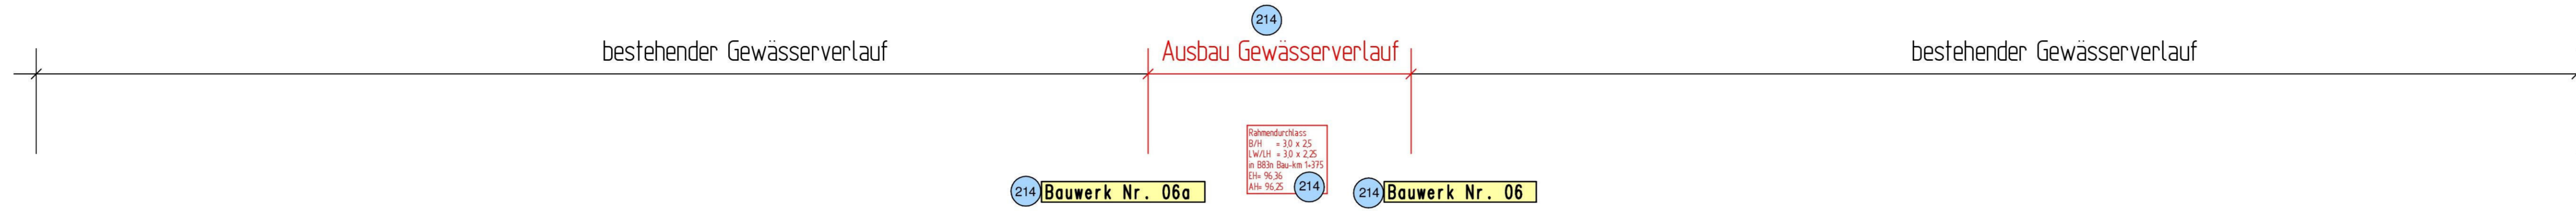 214
bestehender Gewässerverlauf
Ausbau Gewässerverlauf
bestehender Gewässerverlauf
Rahmendurchlass
B/H = 3,0 x 2,5
LW/LH = 3,0 x 2,25
in B83n Bau-km 1+375
EH= 96,36
AH= 96,25
214
214
Bauwerk Nr. 06a
214
Bauwerk Nr. 06